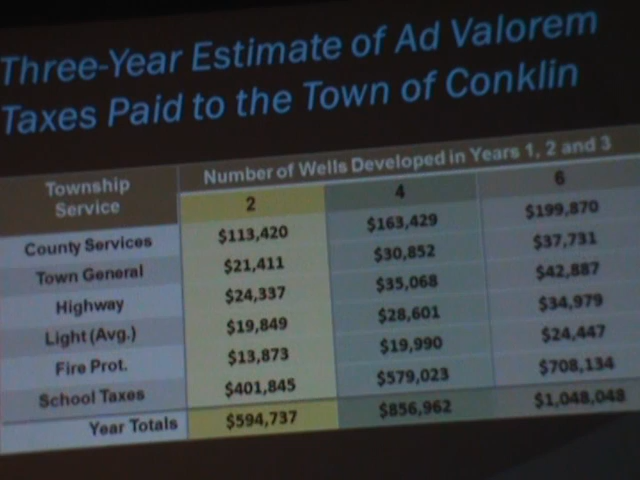 Three-Year Estimate of Ad Valorem
Taxes Paid to the Town of Conklin
Township
Service
Number of Wells Developed in Years 1, 2 and 3
2 4 6
County Services $113,420 $163,429 $199,870
Town General $21,411 $30,852 $37,731
Highway $24,337 $35,068 $42,887
Light (Avg.) $19,849 $28,601 $34,979
Fire Prot. $13,873 $19,990 $24,447
School Taxes $401,845 $579,023 $708,134
Year Totals $594,737 $856,962 $1,048,048